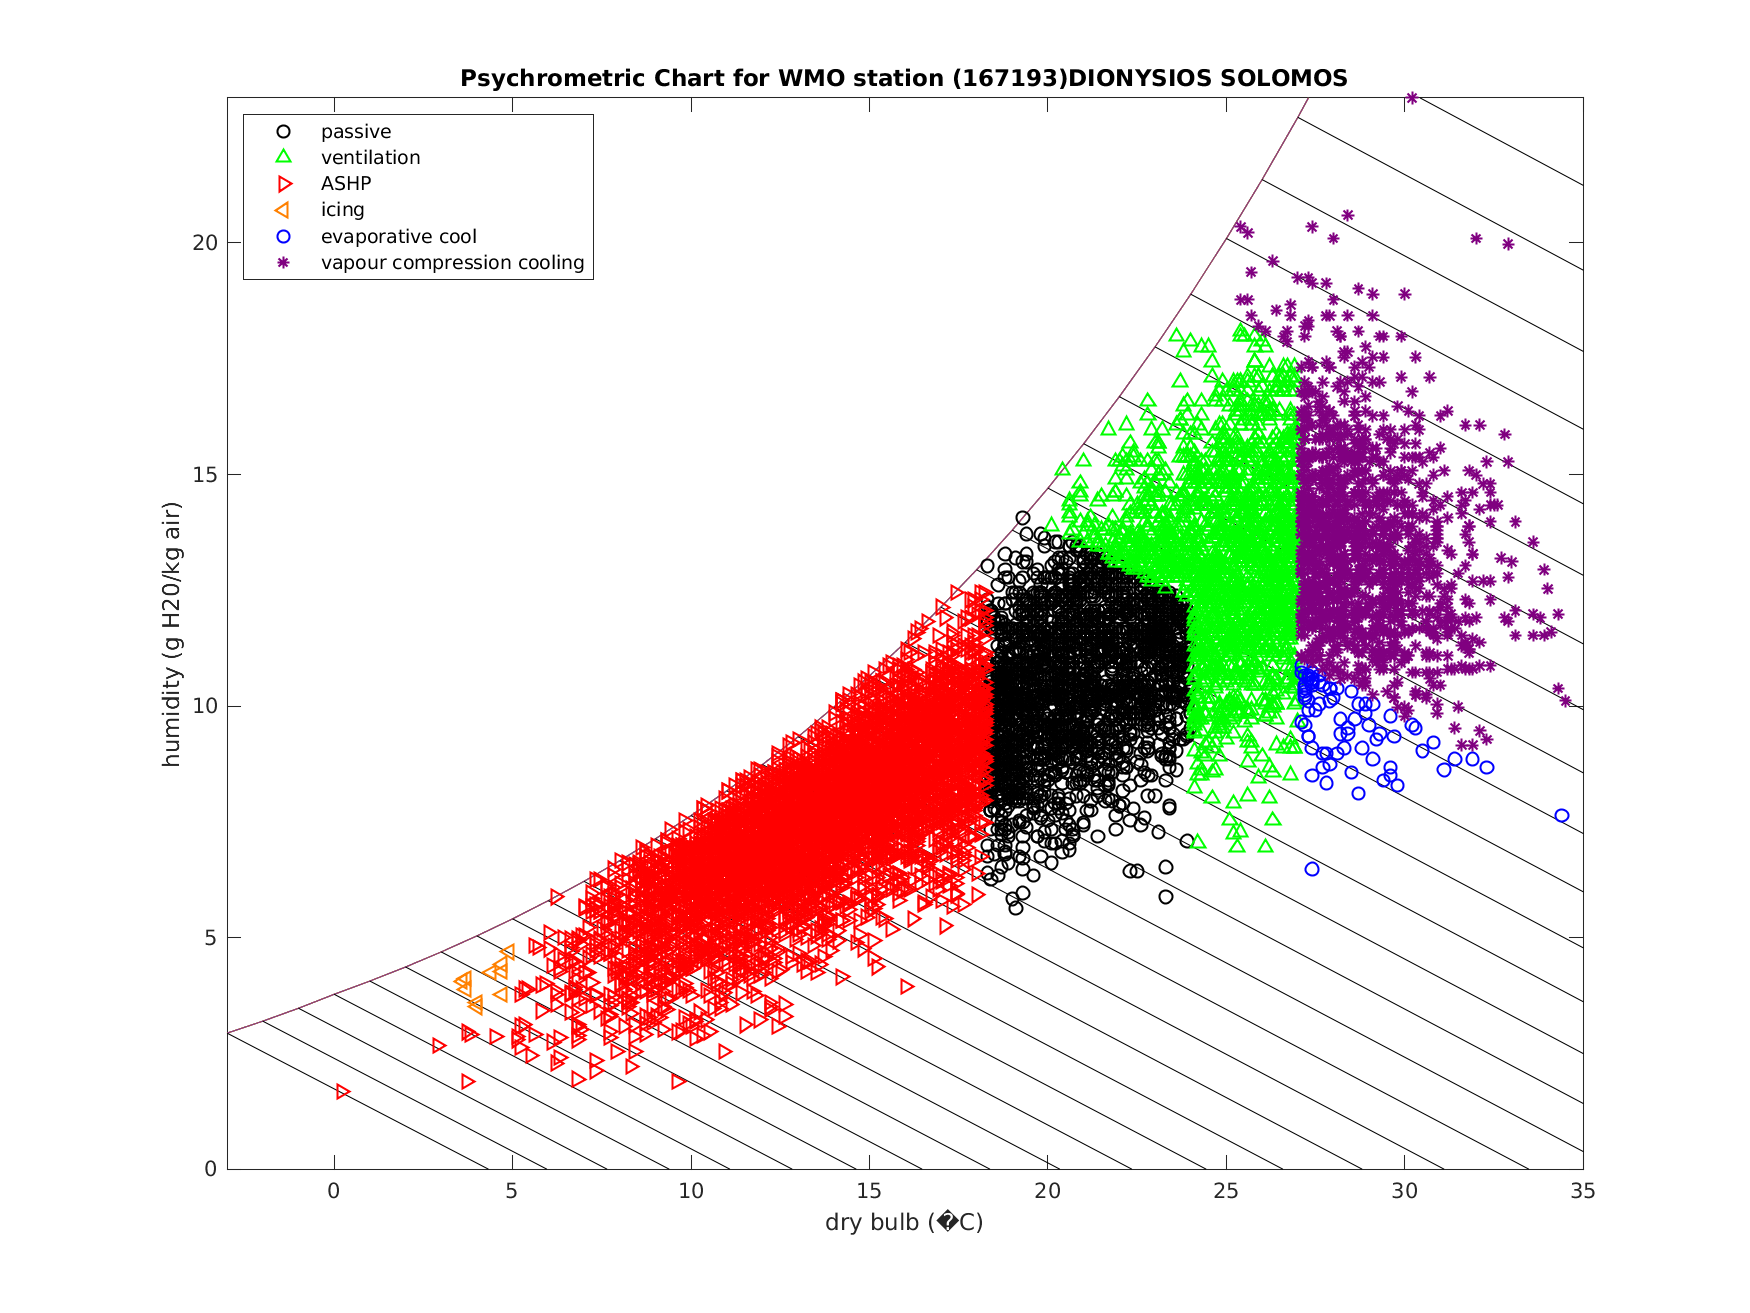 Psychrometric Chart for WMO station (167193)DIONYSIOS SOLOMOS
passive
ventilation
ASHP
icing
evaporative cool
vapour compression cooling
humidity (g H20/kg air)
20
15
10
5
0
0 5 10 15 20 25 30 35
dry bulb (�C)